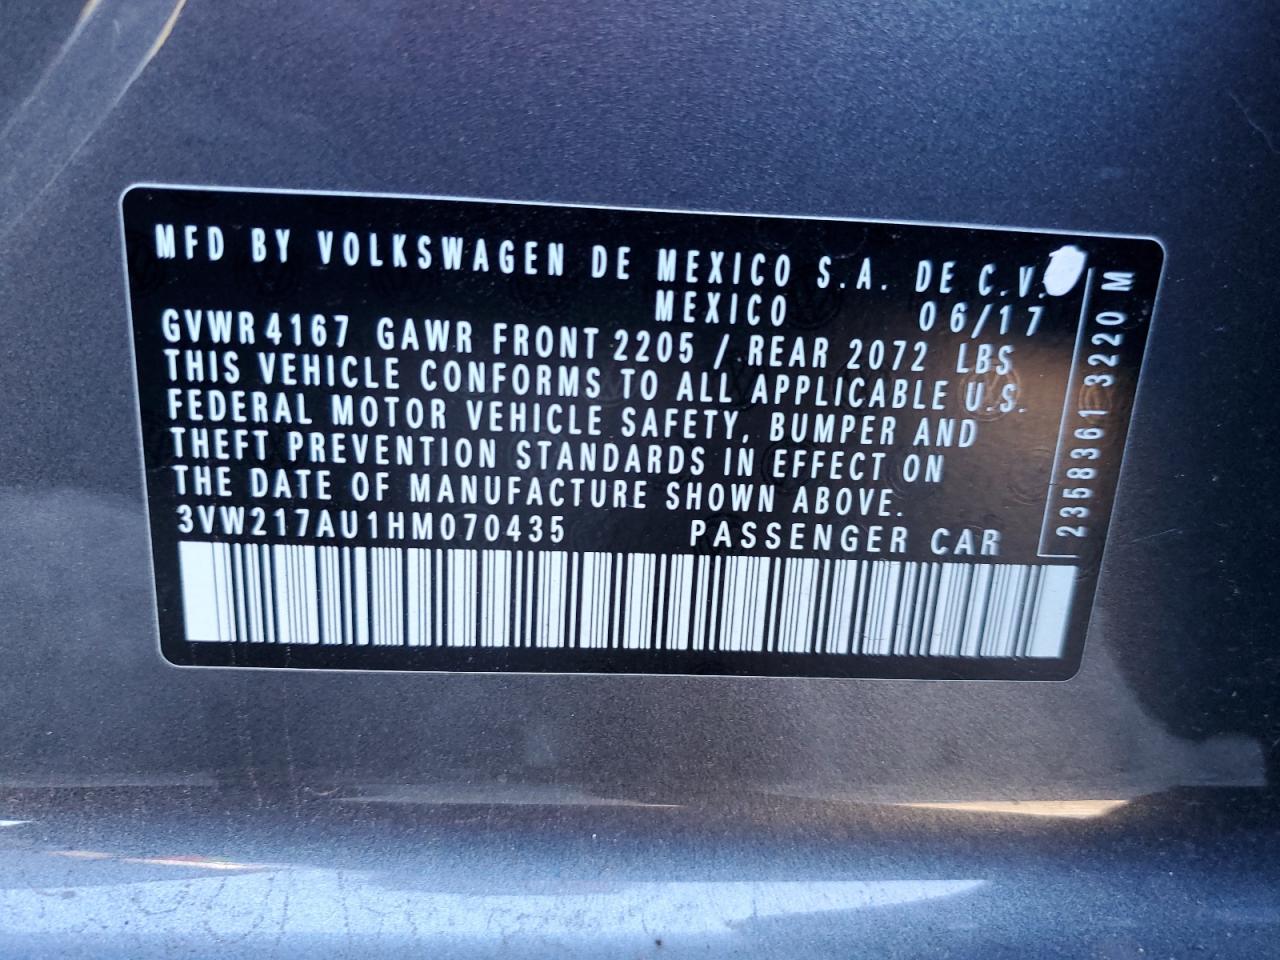 MFD BY VOLKSWAGEN DE MEXICO S.A. DE C.V.
MEXICO 06/17
GVWR 4167 GAWR FRONT 2205 / REAR 2072 LBS
THIS VEHICLE CONFORMS TO ALL APPLICABLE U.S.
FEDERAL MOTOR VEHICLE SAFETY, BUMPER AND
THEFT PREVENTION STANDARDS IN EFFECT ON
THE DATE OF MANUFACTURE SHOWN ABOVE.
3VW217AU1HM070435 PASSENGER CAR
2358361 3220 M